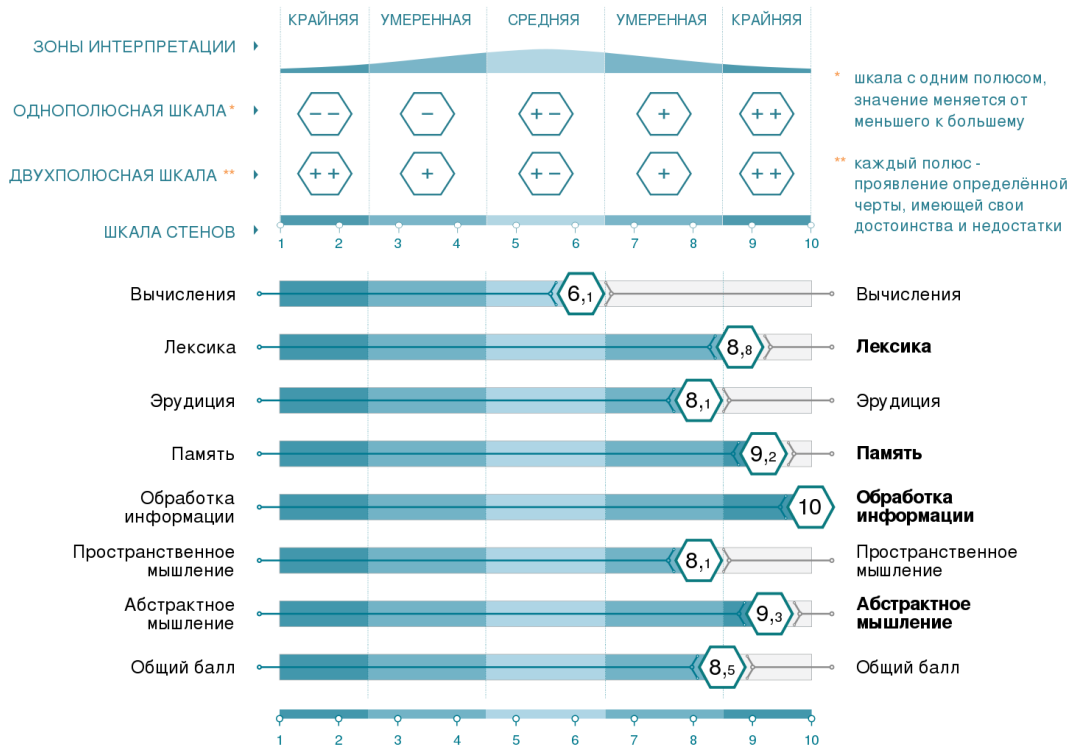 КРАЙНЯЯ УМЕРЕННАЯ СРЕДНЯЯ УМЕРЕННАЯ КРАЙНЯЯ
ЗОНЫ ИНТЕРПРЕТАЦИИ
ОДНОПОЛЮСНАЯ ШКАЛА * − − − + − + + +
* шкала с одним полюсом,
значение меняется от
меньшего к большему
ДВУХПОЛЮСНАЯ ШКАЛА ** + + + + − + + +
** каждый полюс -
проявление определённой
черты, имеющей свои
достоинства и недостатки
ШКАЛА СТЕНОВ
1 2 3 4 5 6 7 8 9 10
Вычисления 6,1 Вычисления
Лексика 8,8 Лексика
Эрудиция 8,1 Эрудиция
Память 9,2 Память
Обработка
информации
10
Обработка
информации
Пространственное
мышление
8,1
Пространственное
мышление
Абстрактное
мышление
9,3
Абстрактное
мышление
Общий балл 8,5 Общий балл
1 2 3 4 5 6 7 8 9 10